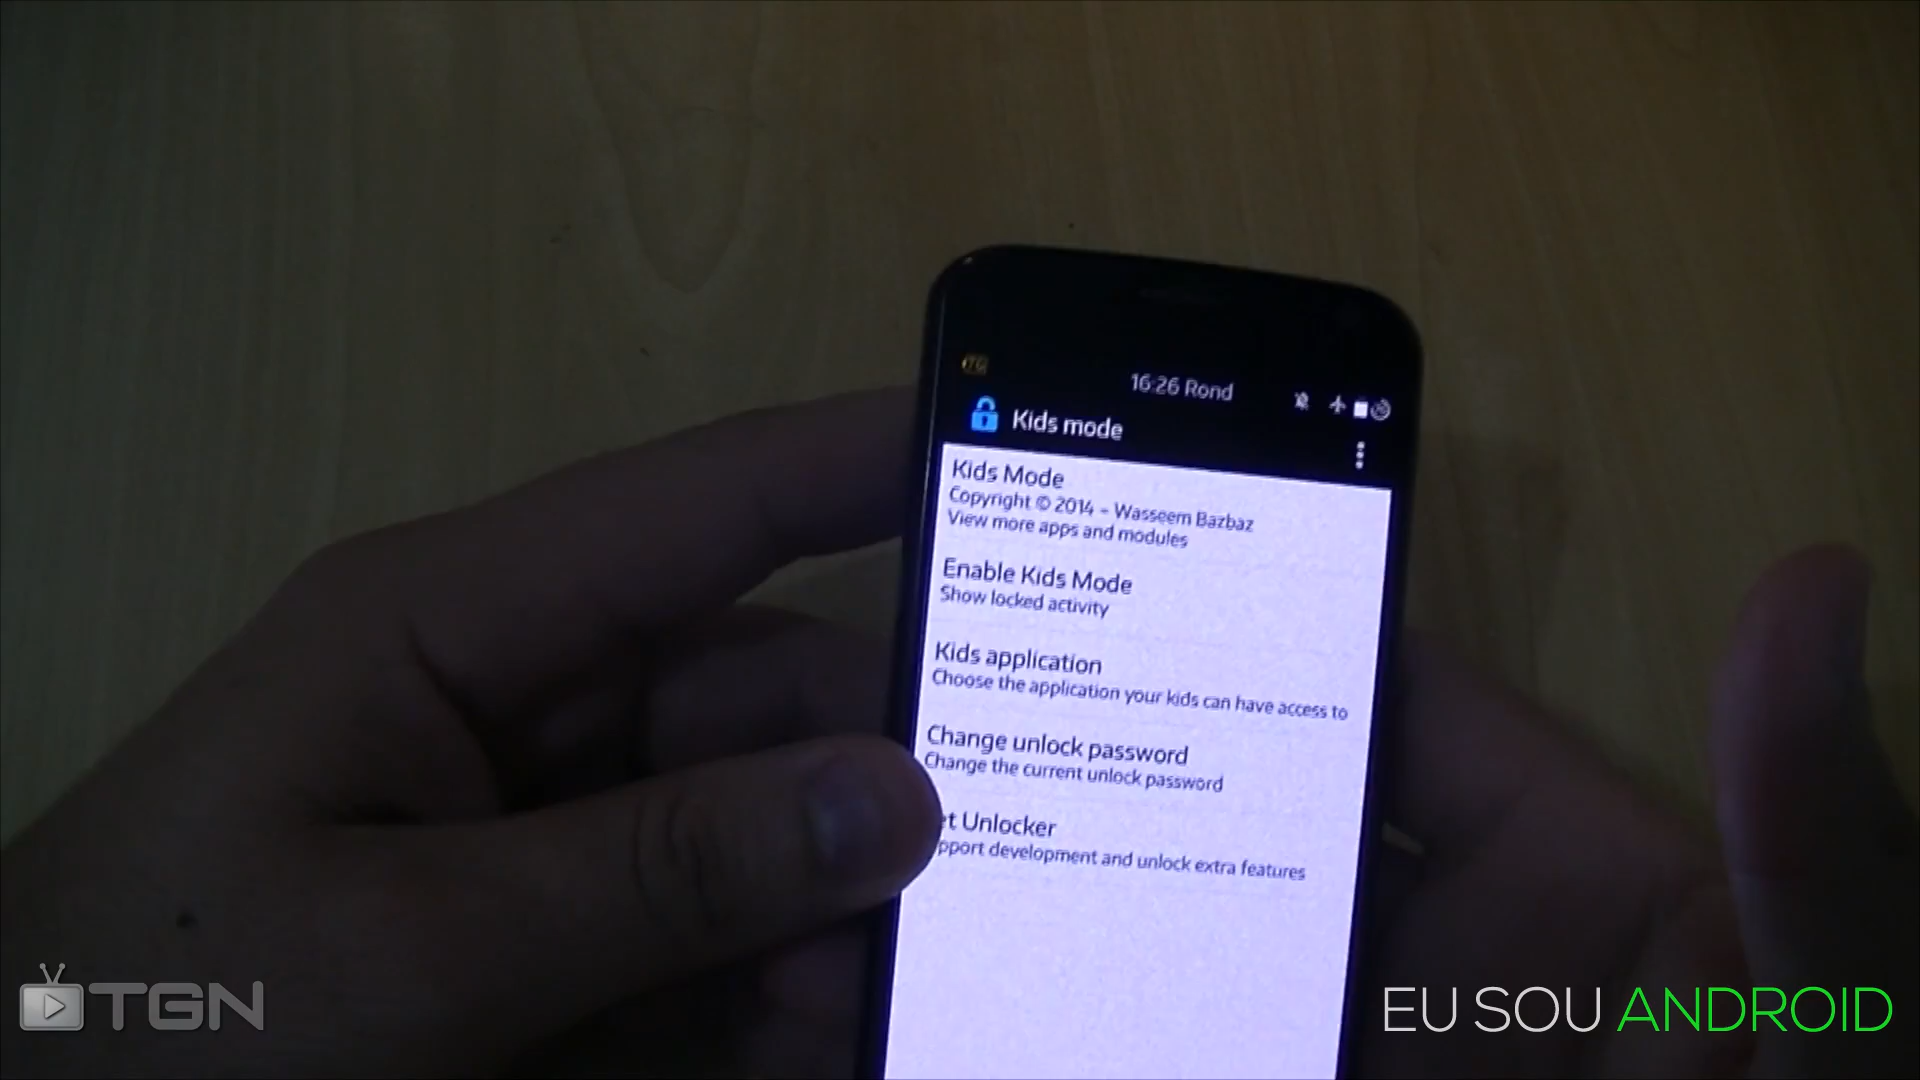 16:26 Rond
Kids mode
Kids Mode
Copyright © 2014 - Wasseem Bazbaz
View more apps and modules
Enable Kids Mode
Show locked activity
Kids application
Choose the application your kids can have access to
Change unlock password
Change the current unlock password
et Unlocker
pport development and unlock extra features
TGN
EU SOU ANDROID